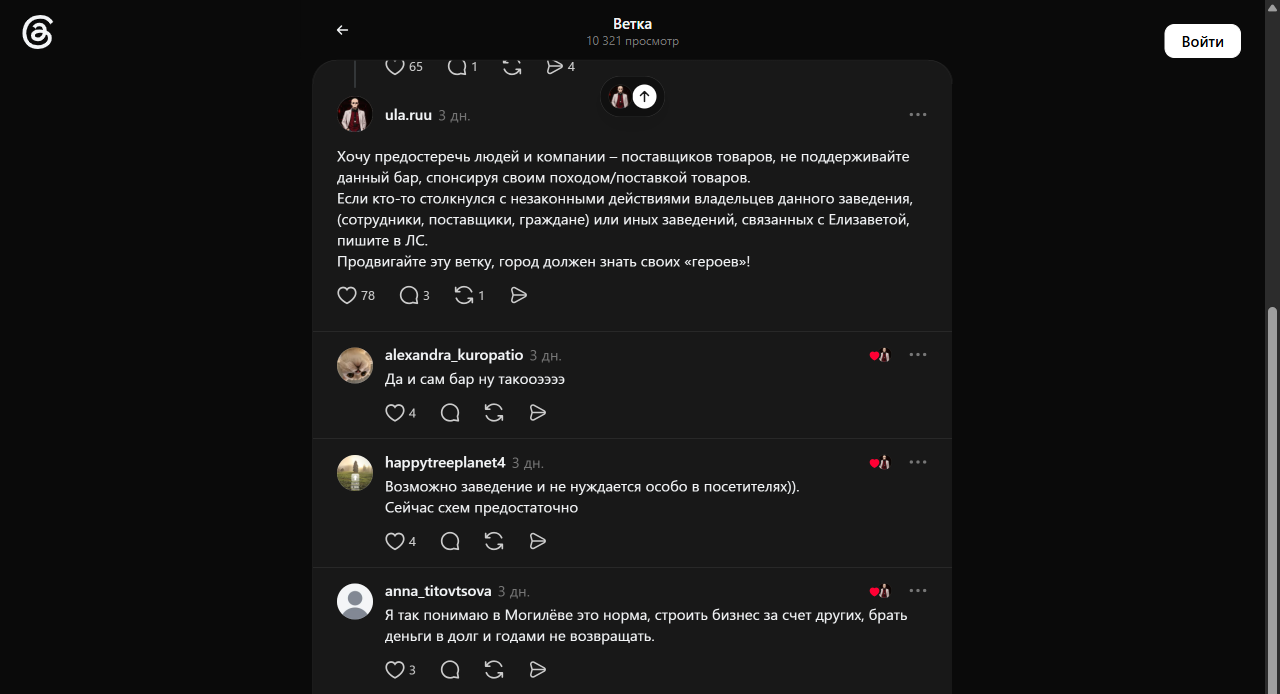 Ветка
10 321 просмотр
Войти
65 1 4
ula.ruu 3 дн.
Хочу предостеречь людей и компании – поставщиков товаров, не поддерживайте
данный бар, спонсируя своим походом/поставкой товаров.
Если кто-то столкнулся с незаконными действиями владельцев данного заведения,
(сотрудники, поставщики, граждане) или иных заведений, связанных с Елизаветой,
пишите в ЛС.
Продвигайте эту ветку, город должен знать своих «героев»!
78 3 1
alexandra_kuropatio 3 дн.
Да и сам бар ну такооээээ
4
happytreeplanet4 3 дн.
Возможно заведение и не нуждается особо в посетителях)).
Сейчас схем предостаточно
4
anna_titovtsova 3 дн.
Я так понимаю в Могилёве это норма, строить бизнес за счет других, брать
деньги в долг и годами не возвращать.
3